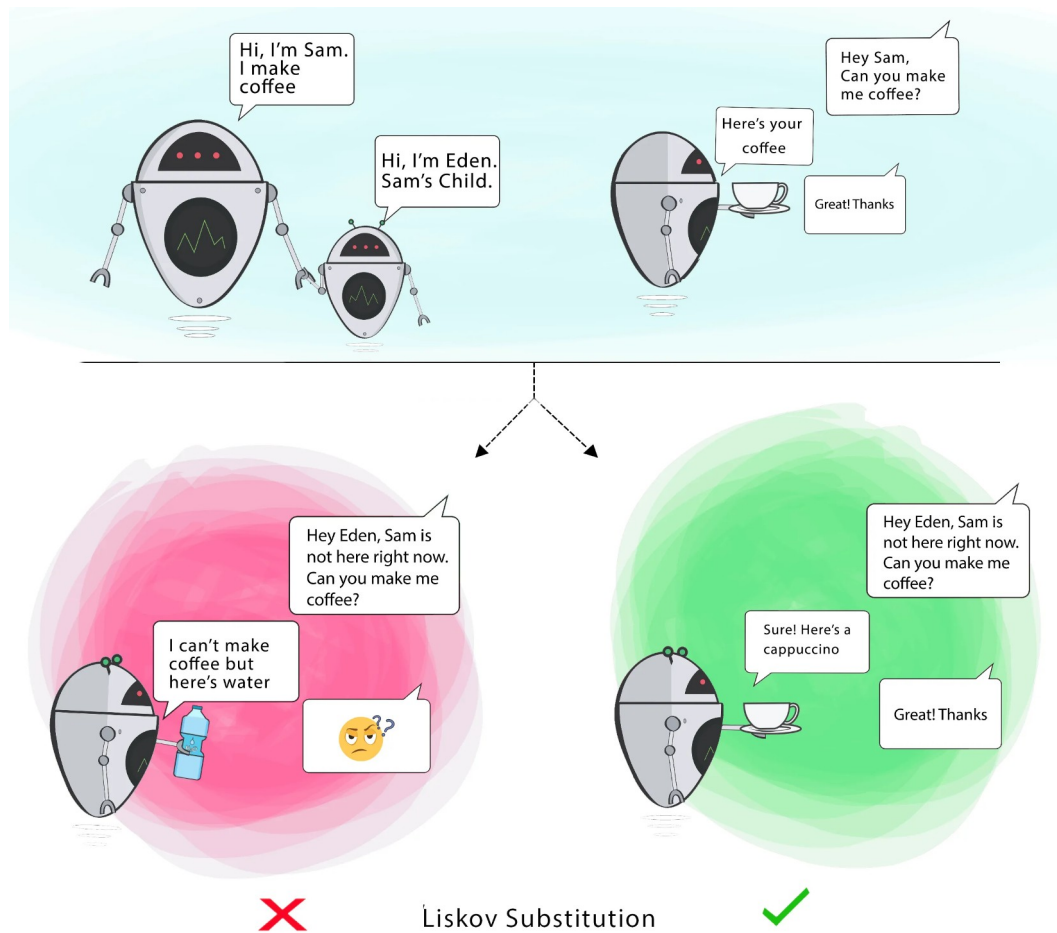 Hi, I'm Sam.
I make
coffee
Hi, I'm Eden.
Sam's Child.
Hey Sam,
Can you make
me coffee?
Here's your
coffee
Great! Thanks
Hey Eden, Sam is
not here right now.
Can you make me
coffee?
I can't make
coffee but
here's water
??
Hey Eden, Sam is
not here right now.
Can you make me
coffee?
Sure! Here's a
cappuccino
Great! Thanks
Liskov Substitution